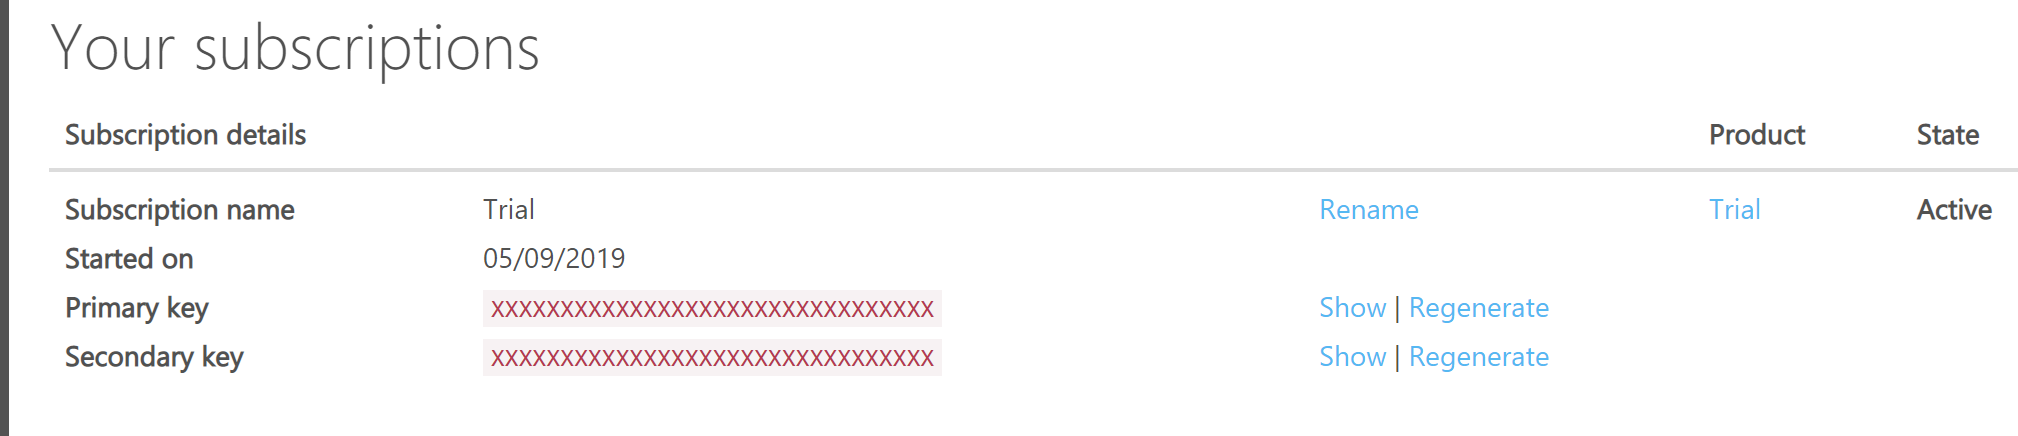 Your subscriptions
Subscription details Product State
Subscription name Trial Rename Trial Active
Started on 05/09/2019
Primary key XXXXXXXXXXXXXXXXXXXXXXXXXXXXXXXX Show | Regenerate
Secondary key XXXXXXXXXXXXXXXXXXXXXXXXXXXXXXXX Show | Regenerate